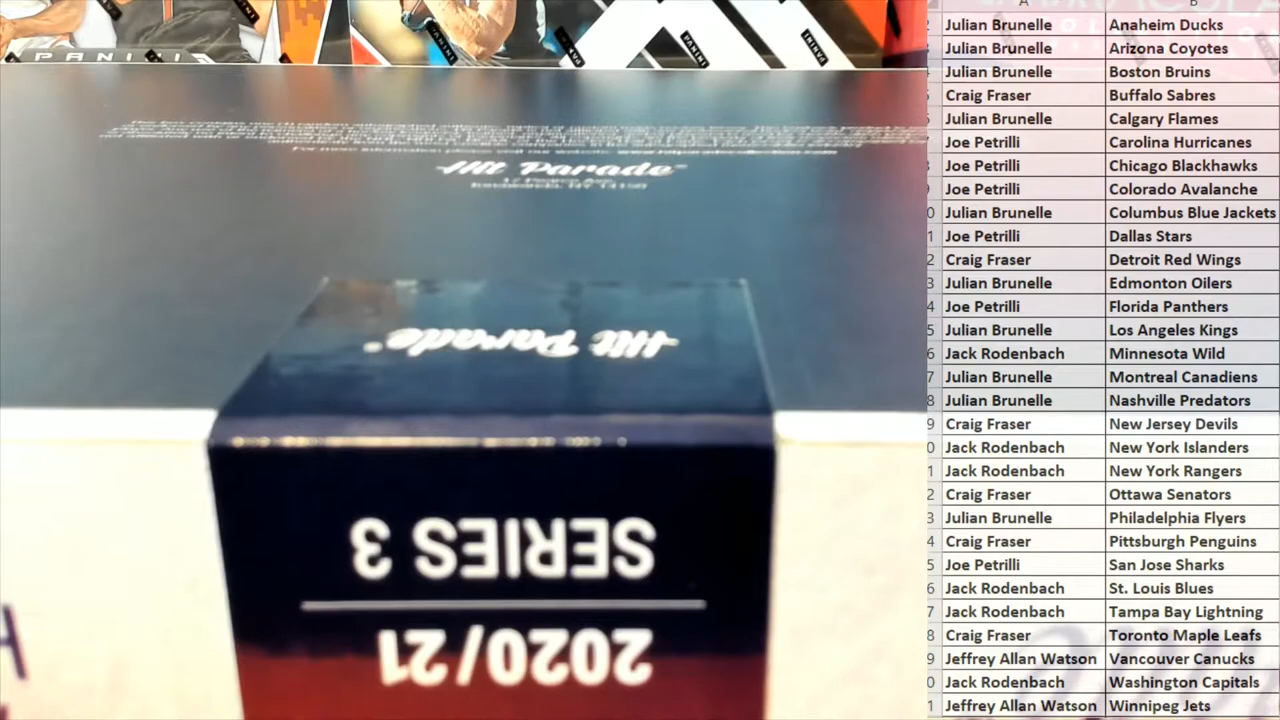 PANINI
PANINI
PANINI
PANINI
Hit Parade
Hit Parade
SERIES 3
2020/21
A B
Julian Brunelle Anaheim Ducks
Julian Brunelle Arizona Coyotes
Julian Brunelle Boston Bruins
Craig Fraser Buffalo Sabres
Julian Brunelle Calgary Flames
Joe Petrilli Carolina Hurricanes
Joe Petrilli Chicago Blackhawks
Joe Petrilli Colorado Avalanche
Julian Brunelle Columbus Blue Jackets
Joe Petrilli Dallas Stars
Craig Fraser Detroit Red Wings
Julian Brunelle Edmonton Oilers
Joe Petrilli Florida Panthers
Julian Brunelle Los Angeles Kings
Jack Rodenbach Minnesota Wild
Julian Brunelle Montreal Canadiens
Julian Brunelle Nashville Predators
Craig Fraser New Jersey Devils
Jack Rodenbach New York Islanders
Jack Rodenbach New York Rangers
Craig Fraser Ottawa Senators
Julian Brunelle Philadelphia Flyers
Craig Fraser Pittsburgh Penguins
Joe Petrilli San Jose Sharks
Jack Rodenbach St. Louis Blues
Jack Rodenbach Tampa Bay Lightning
Craig Fraser Toronto Maple Leafs
Jeffrey Allan Watson Vancouver Canucks
Jack Rodenbach Washington Capitals
Jeffrey Allan Watson Winnipeg Jets